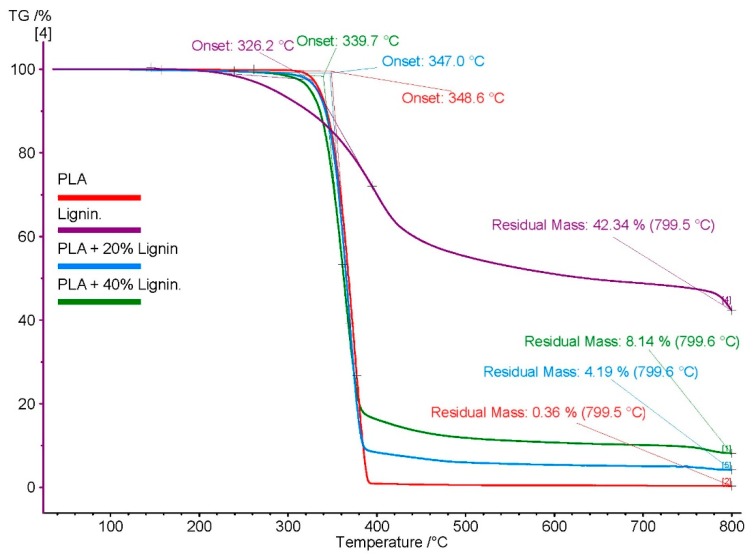 TG /%
[4]
Onset: 326.2 °C
Onset: 339.7 °C
Onset: 347.0 °C
Onset: 348.6 °C
100
80
60
40
20
0
PLA
Lignin.
PLA + 20% Lignin
PLA + 40% Lignin.
Residual Mass: 42.34 % (799.5 °C)
[4]
Residual Mass: 8.14 % (799.6 °C)
Residual Mass: 4.19 % (799.6 °C)
Residual Mass: 0.36 % (799.5 °C)
[1]
[5]
[2]
100 200 300 400 500 600 700 800
Temperature /°C